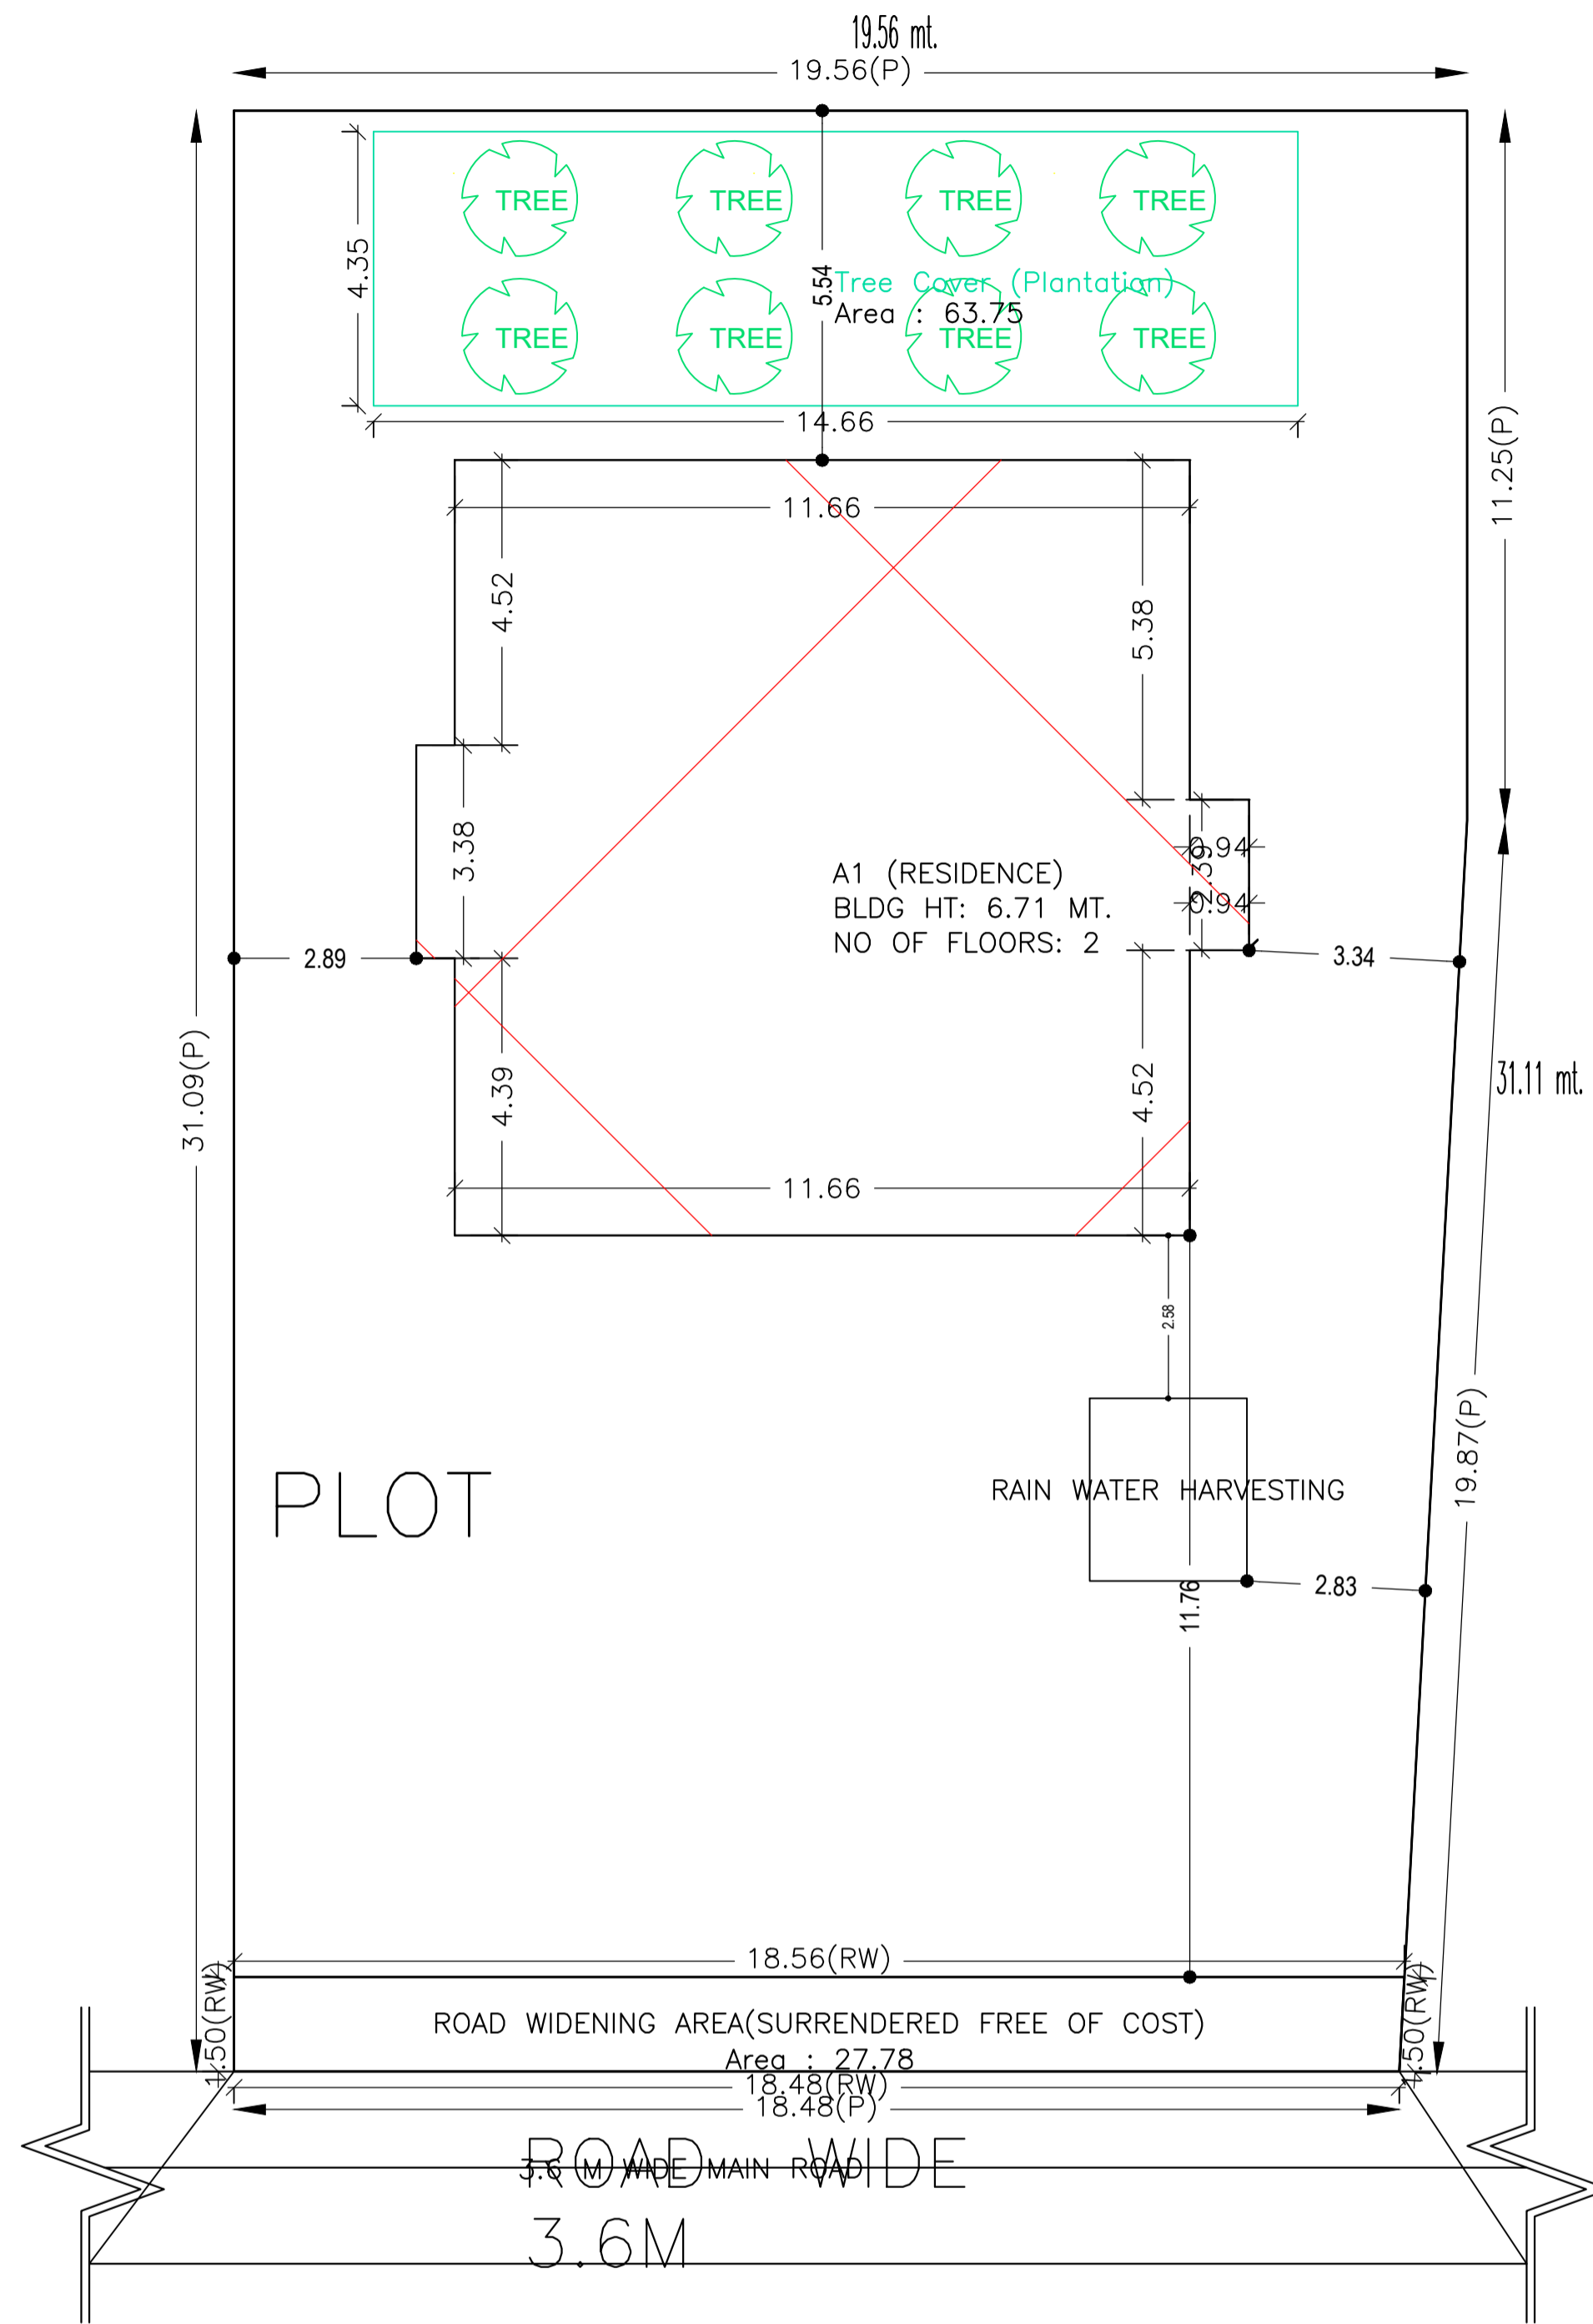 19.56 mt.
19.56(P)
TREE TREE TREE TREE
4.35
5.54
Tree Cover (Plantation)
Area : 63.75
TREE TREE TREE TREE
14.66
11.25(P)
11.66
4.52
5.38
3.38
0.94
2.39
0.94
A1 (RESIDENCE)
BLDG HT: 6.71 MT.
NO OF FLOORS: 2
2.89
3.34
31.09(P)
4.39
4.52
31.11 mt.
11.66
2.58
19.87(P)
PLOT
RAIN WATER HARVESTING
2.83
11.76
18.56(RW)
1.50(RW)
1.50(RW)
ROAD WIDENING AREA(SURRENDERED FREE OF COST)
Area : 27.78
18.48(RW)
18.48(P)
ROAD WIDE
3.6 M WIDE MAIN ROAD
3.6M